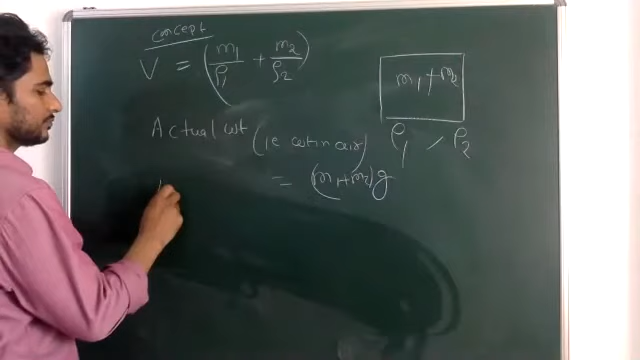 concept
V = (m1/ρ1 + m2/ρ2)
m1+m2
ρ1 / ρ2
Actual wt (ie wt in air)
= (m1+m2)g